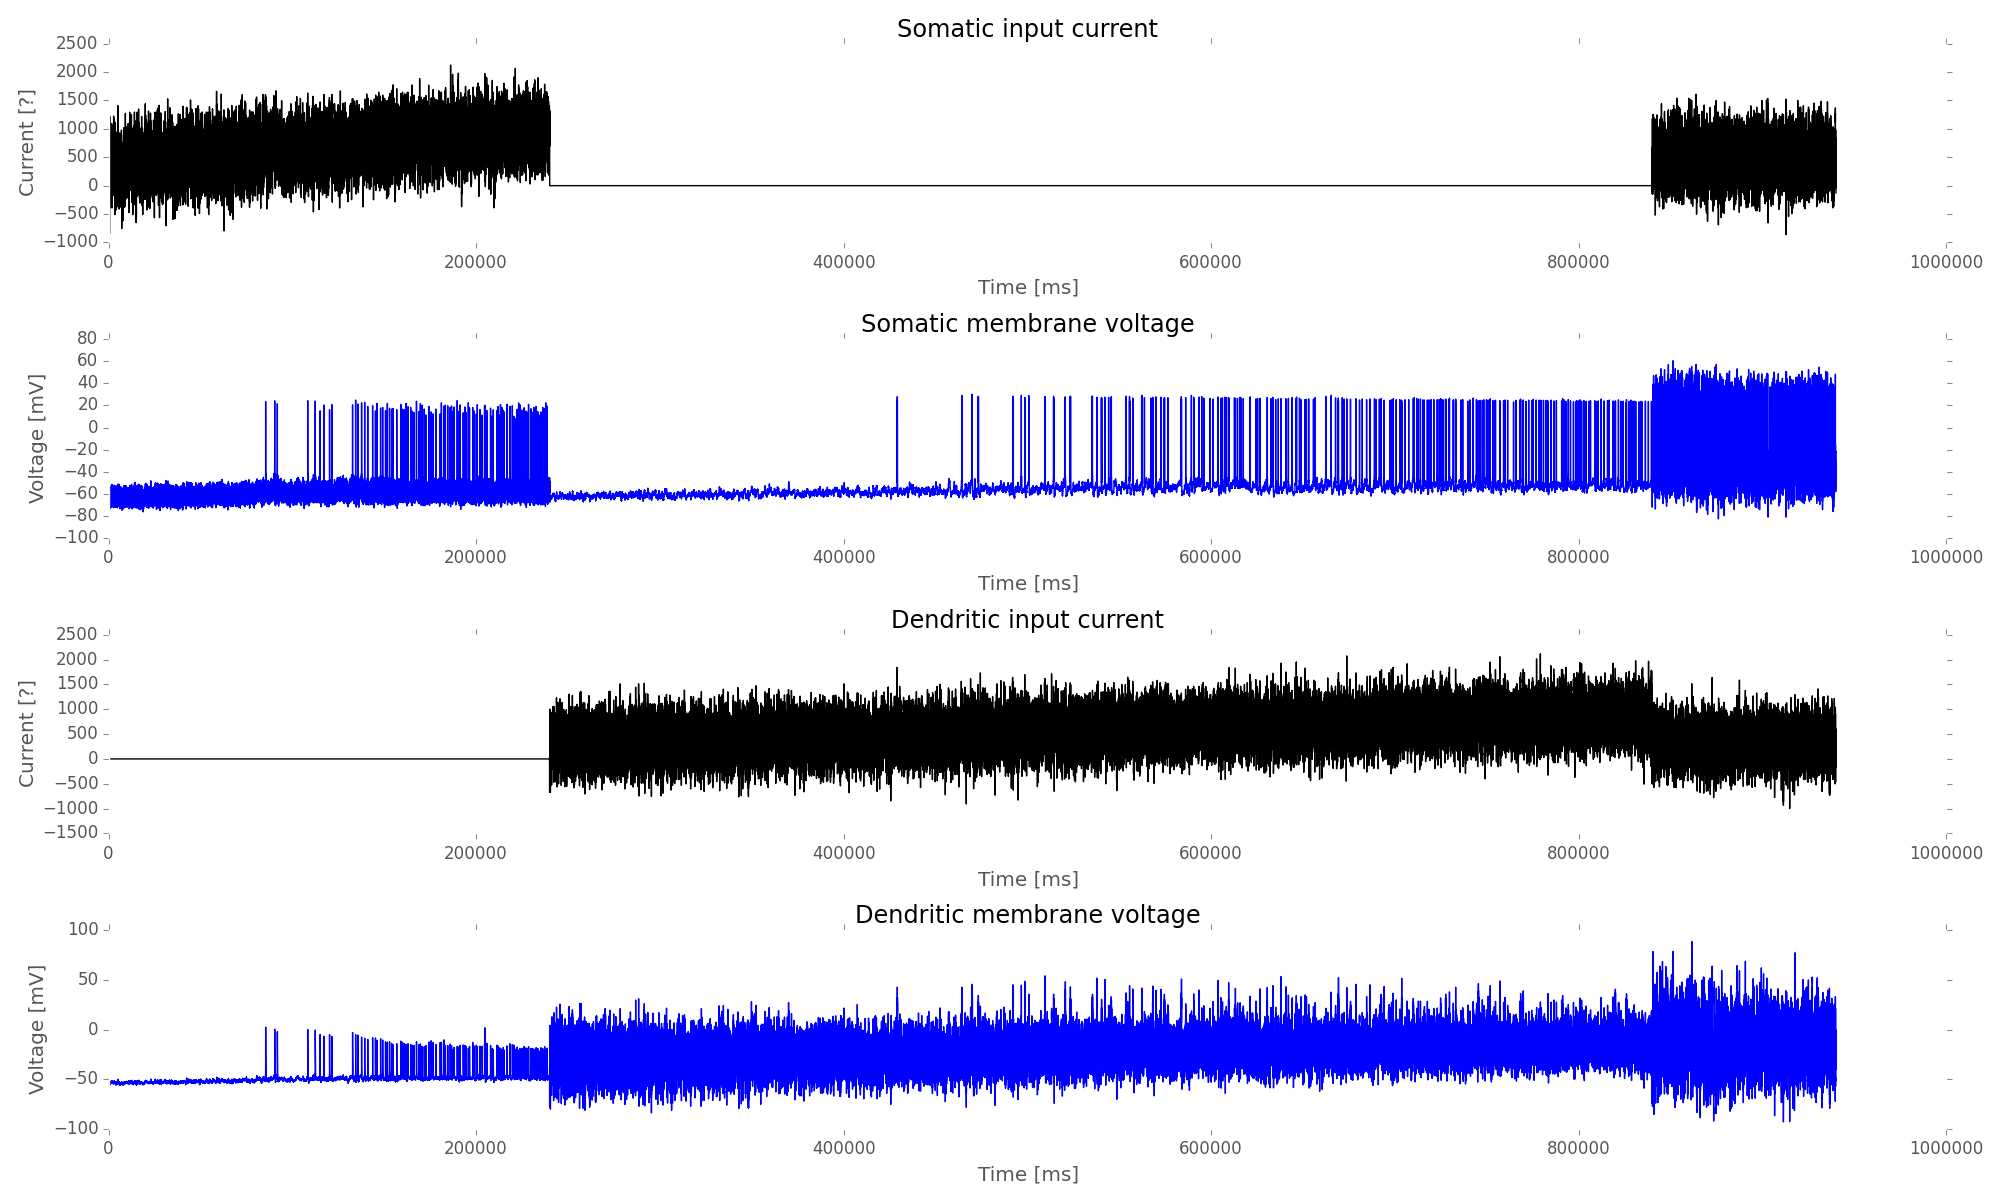 Somatic input current
2500
2000
1500
1000
500
0
−500
−1000
Current [?]
0 200000 400000 600000 800000 1000000
Time [ms]
Somatic membrane voltage
80
60
40
20
0
−20
−40
−60
−80
−100
Voltage [mV]
0 200000 400000 600000 800000 1000000
Time [ms]
Dendritic input current
2500
2000
1500
1000
500
0
−500
−1000
−1500
Current [?]
0 200000 400000 600000 800000 1000000
Time [ms]
Dendritic membrane voltage
100
50
0
−50
−100
Voltage [mV]
0 200000 400000 600000 800000 1000000
Time [ms]